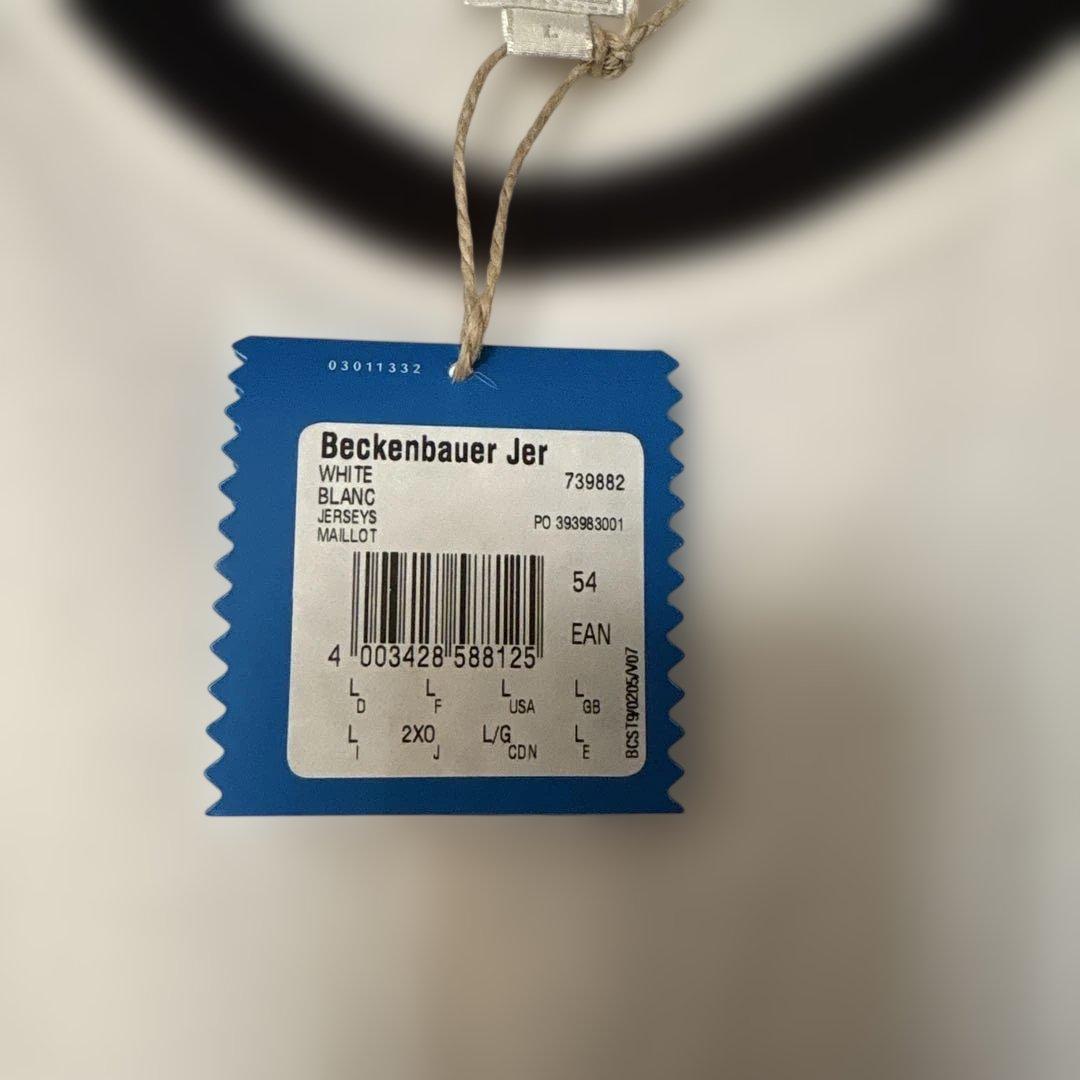 L
03011332
Beckenbauer Jer
WHITE
BLANC
739882
JERSEYS
MAILLOT
PO 393983001
54
EAN
4 003428 588125
L D L F L USA L GB
L I 2XO J L/G CDN L E
BCST9/0205/V07